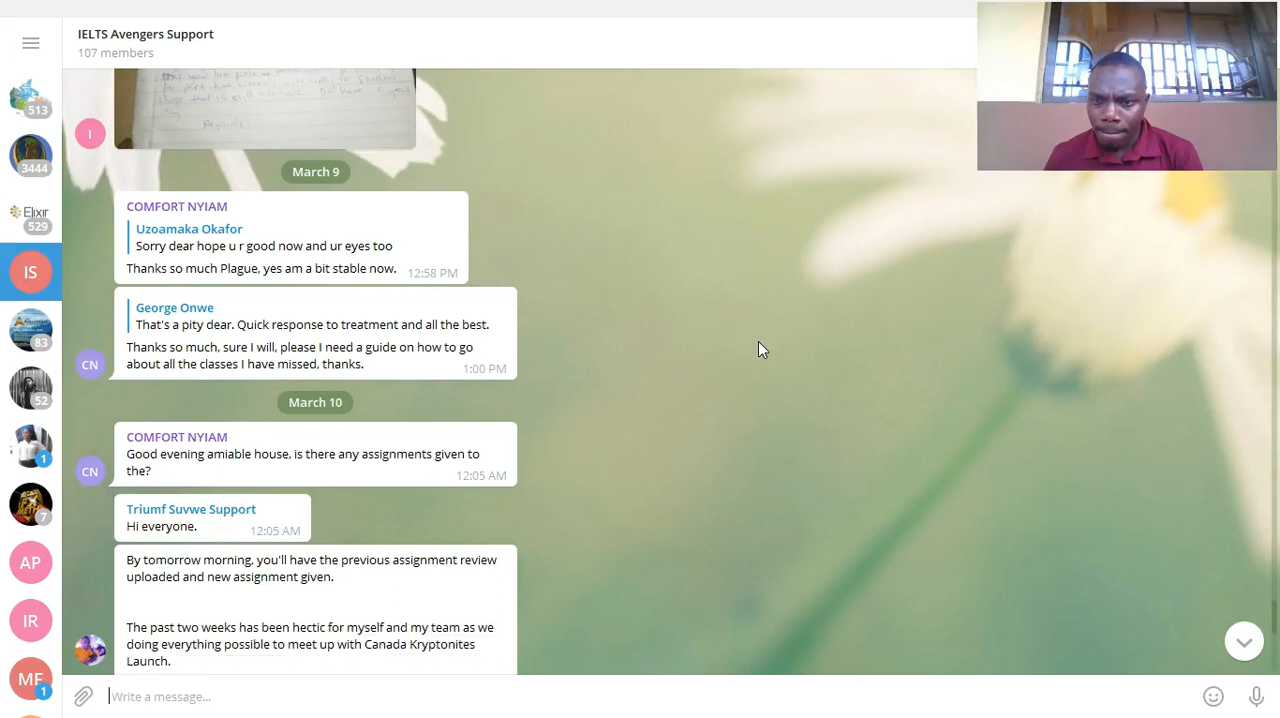 IELTS Avengers Support
107 members
513
3444
Elixir
529
IS
83
52
1
7
AP
IR
MF
1
Regards
I
March 9
COMFORT NYIAM
Uzoamaka Okafor
Sorry dear hope u r good now and ur eyes too
Thanks so much Plague, yes am a bit stable now. 12:58 PM
George Onwe
That's a pity dear. Quick response to treatment and all the best.
Thanks so much, sure I will, please I need a guide on how to go
about all the classes I have missed, thanks. 1:00 PM
CN
March 10
COMFORT NYIAM
Good evening amiable house, is there any assignments given to
the? 12:05 AM
CN
Triumf Suvwe Support
Hi everyone. 12:05 AM
By tomorrow morning, you'll have the previous assignment review
uploaded and new assignment given.
The past two weeks has been hectic for myself and my team as we
doing everything possible to meet up with Canada Kryptonites
Launch.
Write a message...